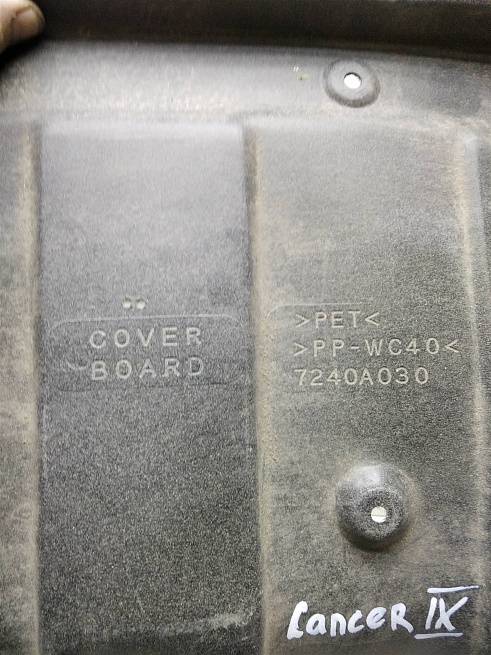 COVER
BOARD
>PET<
>PP-WC40<
7240A030
Lancer IX